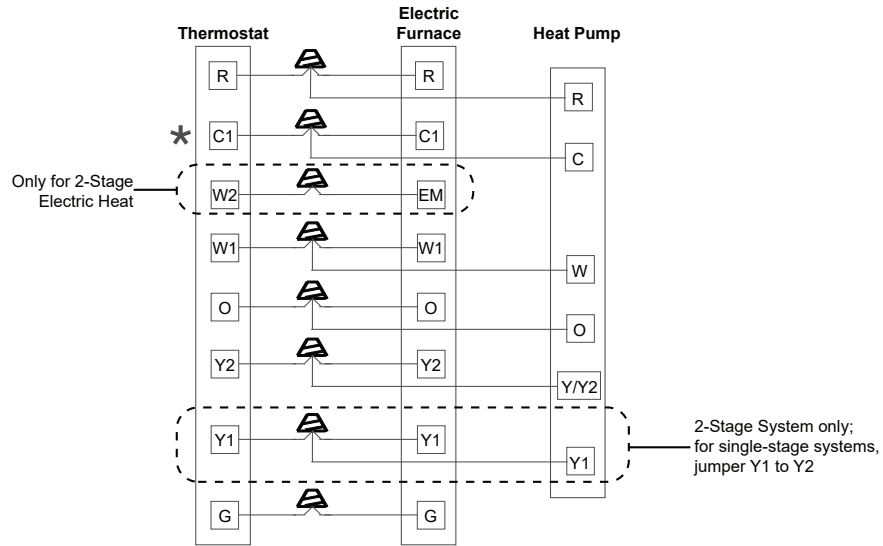 Thermostat
Electric
Furnace
Heat Pump
R R
R
* C1 C1
C
Only for 2-Stage
Electric Heat
W2 EM
W1 W1
W
O O
O
Y2 Y2
Y/Y2
Y1 Y1
Y1
2-Stage System only;
for single-stage systems,
jumper Y1 to Y2
G G